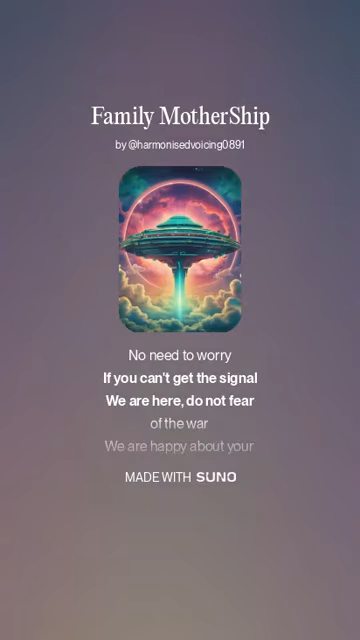 Family MotherShip
by @harmonisedvoicing0891
No need to worry
If you can't get the signal
We are here, do not fear
of the war
We are happy about your
MADE WITH SUNO